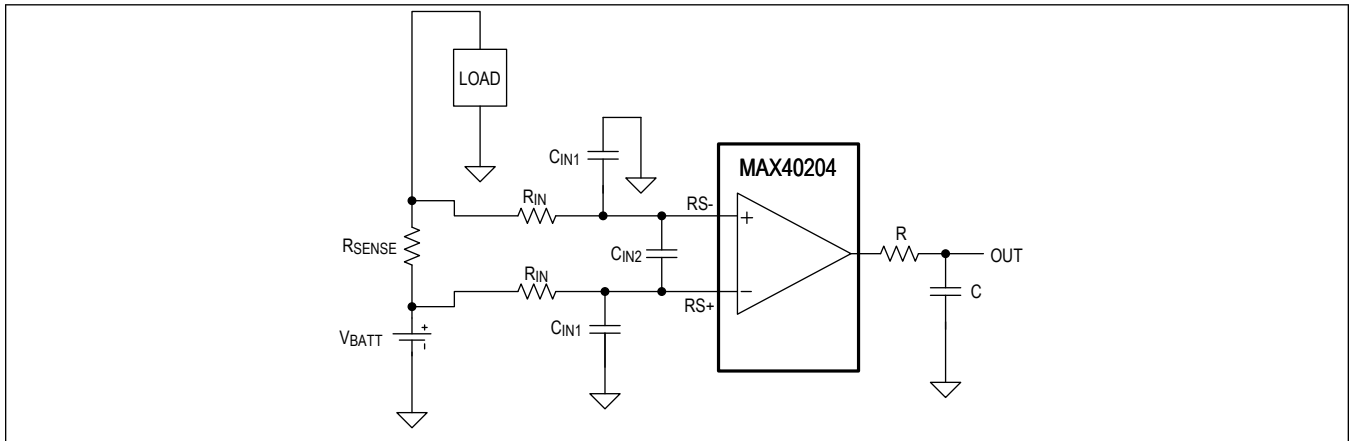 LOAD
CIN1
MAX40204
RIN
RS-
+
RSENSE
CIN2
R
OUT
RIN
RS+
−
C
CIN1
VBATT
+
-